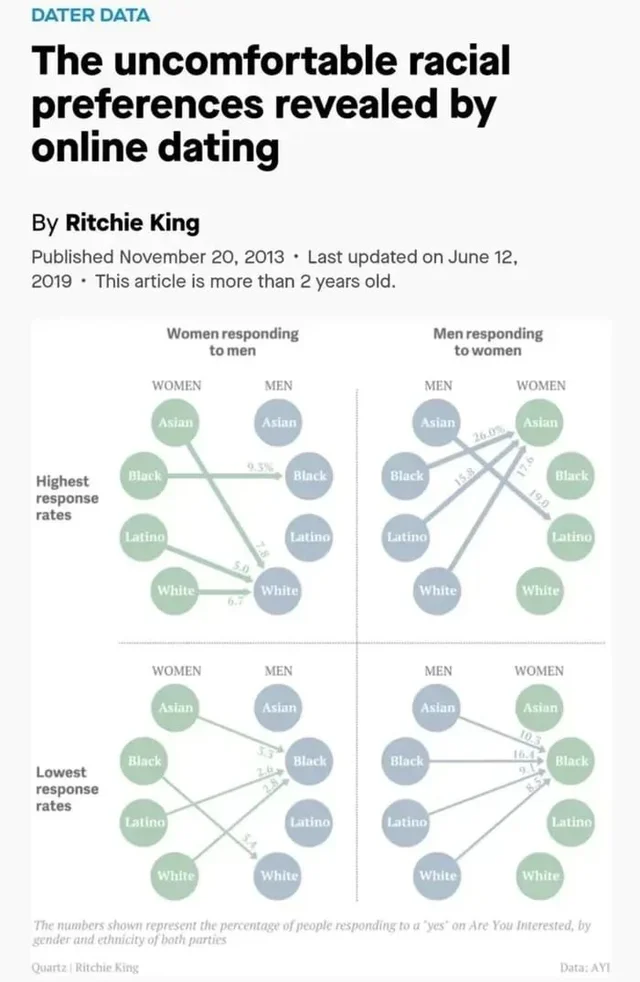 DATER DATA
The uncomfortable racial
preferences revealed by
online dating
By Ritchie King
Published November 20, 2013 • Last updated on June 12,
2019 • This article is more than 2 years old.
Women responding
to men
Men responding
to women
WOMEN MEN
MEN WOMEN
Highest
response
rates
Asian Asian
Black 9.3% Black
Latino Latino
White White
7.8
5.0
6.7
Asian Asian
Black Black
Latino Latino
White White
26.0%
15.8
17.6
19.0
WOMEN MEN
MEN WOMEN
Lowest
response
rates
Asian Asian
Black Black
Latino Latino
White White
3.3
2.8
3.4
Asian Asian
Black Black
Latino Latino
White White
10.3
16.4
8.5
The numbers shown represent the percentage of people responding to a "yes" on Are You Interested, by
gender and ethnicity of both parties
Quartz | Ritchie King
Data: AYI